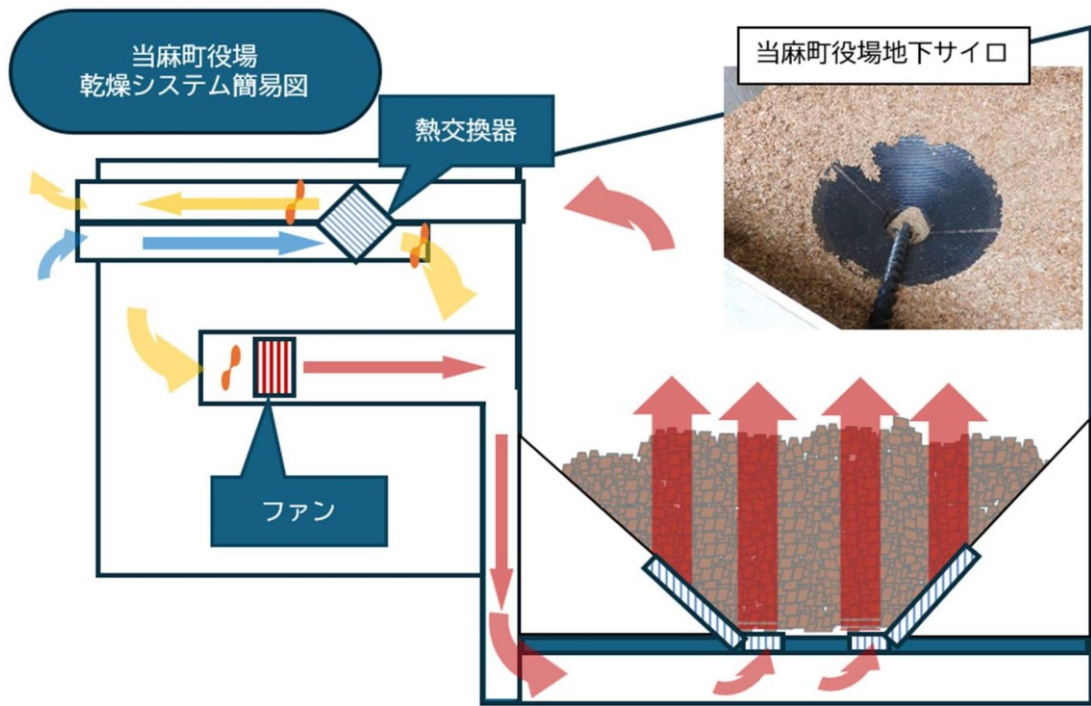 当麻町役場
乾燥システム簡易図
当麻町役場地下サイロ
熱交換器
ファン